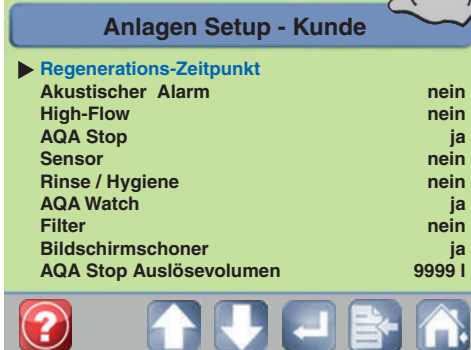 Anlagen Setup - Kunde
Regenerations-Zeitpunkt
Akustischer Alarm nein
High-Flow nein
AQA Stop ja
Sensor nein
Rinse / Hygiene nein
AQA Watch ja
Filter nein
Bildschirmschoner ja
AQA Stop Auslösevolumen 9999 l
?